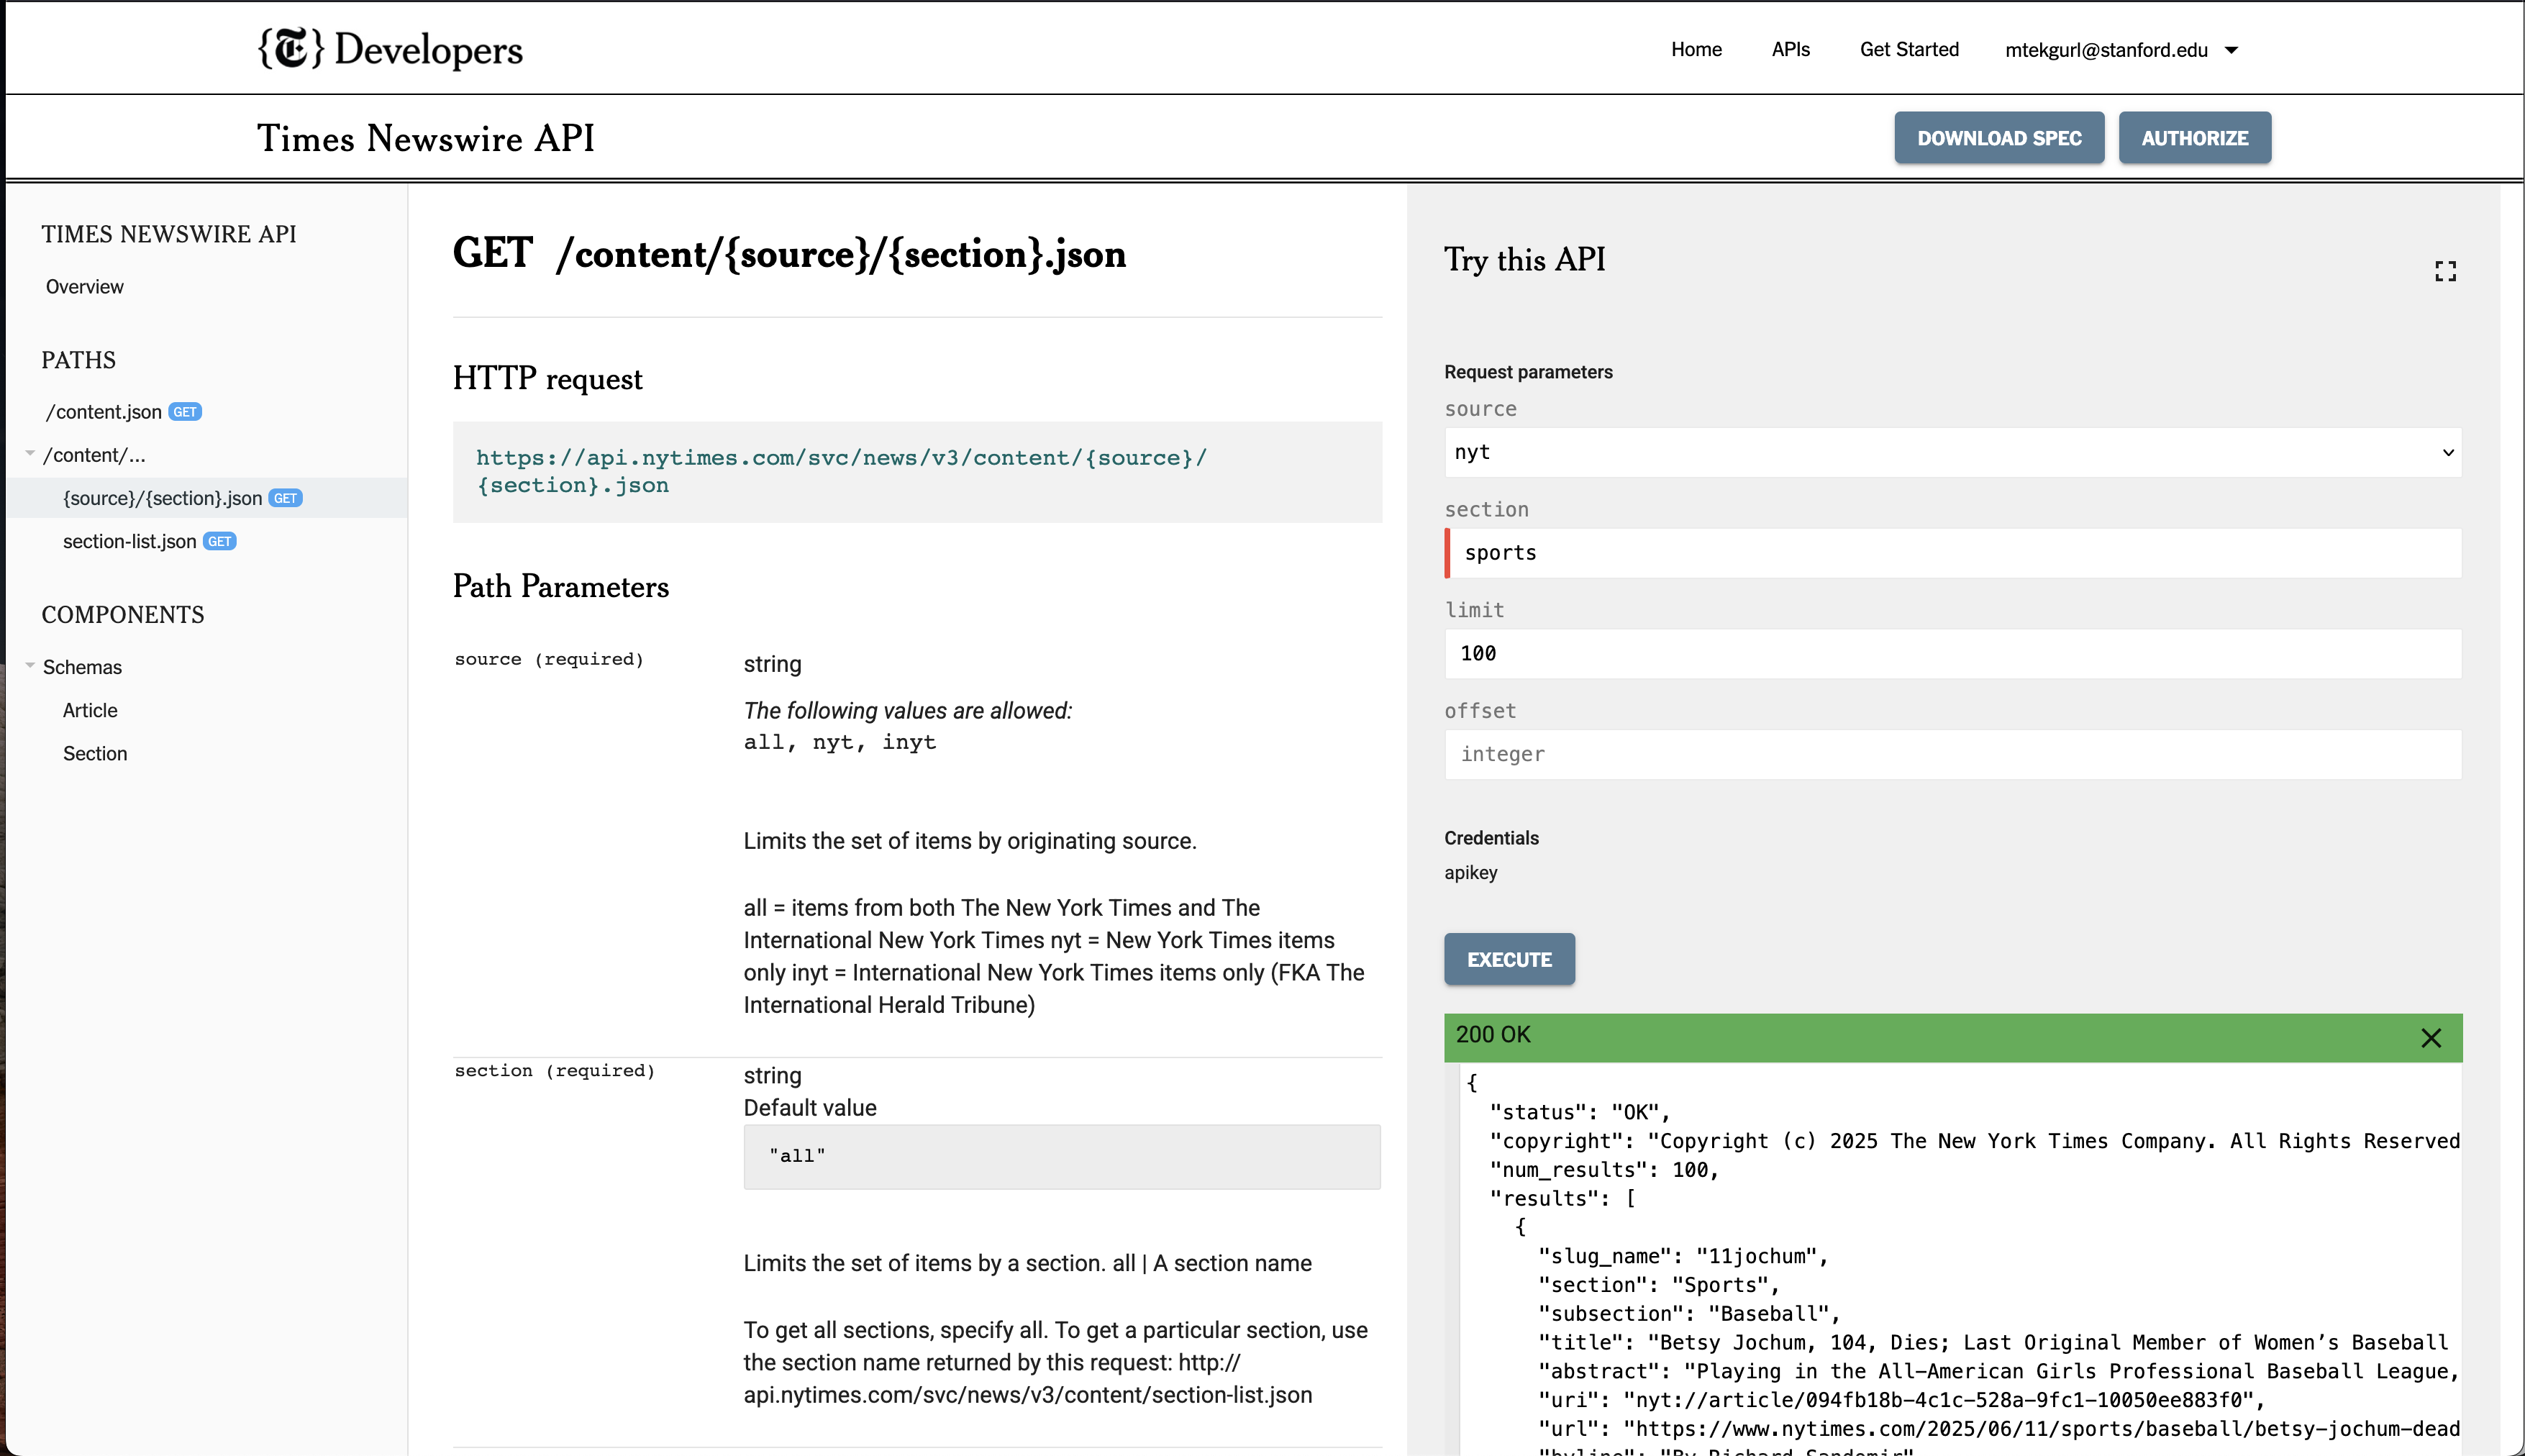 {T} Developers
Home APIs Get Started mtekgurl@stanford.edu
Times Newswire API
DOWNLOAD SPEC AUTHORIZE
TIMES NEWSWIRE API
Overview
PATHS
/content.json GET
/content/...
{source}/{section}.json GET
section-list.json GET
COMPONENTS
Schemas
Article
Section
GET /content/{source}/{section}.json
HTTP request
https://api.nytimes.com/svc/news/v3/content/{source}/
{section}.json
Path Parameters
source (required)
string
The following values are allowed:
all, nyt, inyt
Limits the set of items by originating source.
all = items from both The New York Times and The
International New York Times nyt = New York Times items
only inyt = International New York Times items only (FKA The
International Herald Tribune)
section (required)
string
Default value
"all"
Limits the set of items by a section. all | A section name
To get all sections, specify all. To get a particular section, use
the section name returned by this request: http://
api.nytimes.com/svc/news/v3/content/section-list.json
Try this API
Request parameters
source
nyt
section
sports
limit
100
offset
integer
Credentials
apikey
EXECUTE
200 OK
{
"status": "OK",
"copyright": "Copyright (c) 2025 The New York Times Company. All Rights Reserved
"num_results": 100,
"results": [
{
"slug_name": "11jochum",
"section": "Sports",
"subsection": "Baseball",
"title": "Betsy Jochum, 104, Dies; Last Original Member of Women’s Baseball
"abstract": "Playing in the All-American Girls Professional Baseball League,
"uri": "nyt://article/094fb18b-4c1c-528a-9fc1-10050ee883f0",
"url": "https://www.nytimes.com/2025/06/11/sports/baseball/betsy-jochum-dead
"byline": "By Richard Sandomir"